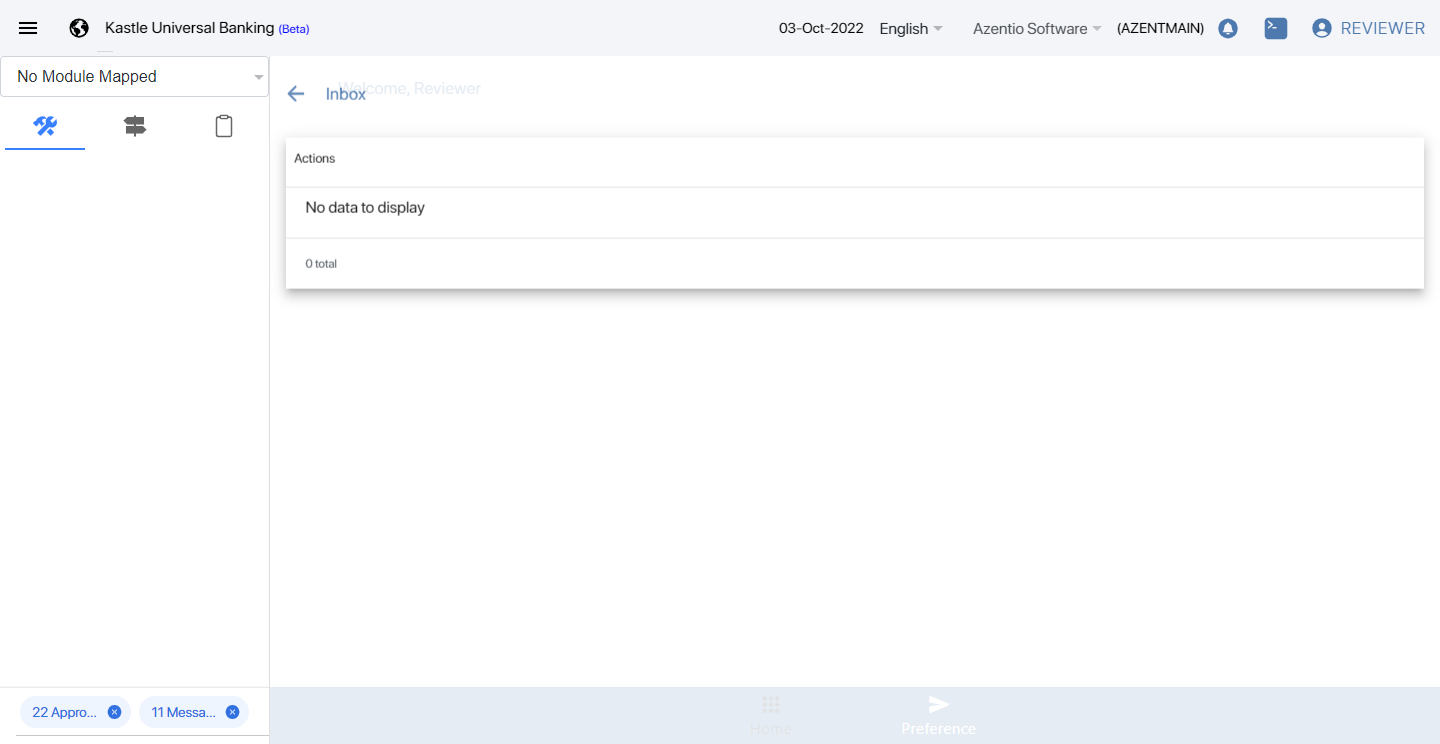 Kastle Universal Banking (Beta)
03-Oct-2022 English Azentio Software (AZENTMAIN) REVIEWER
No Module Mapped
Welcome, Reviewer
Inbox
Actions
No data to display
0 total
22 Appro...
11 Messa...
Home
Preference